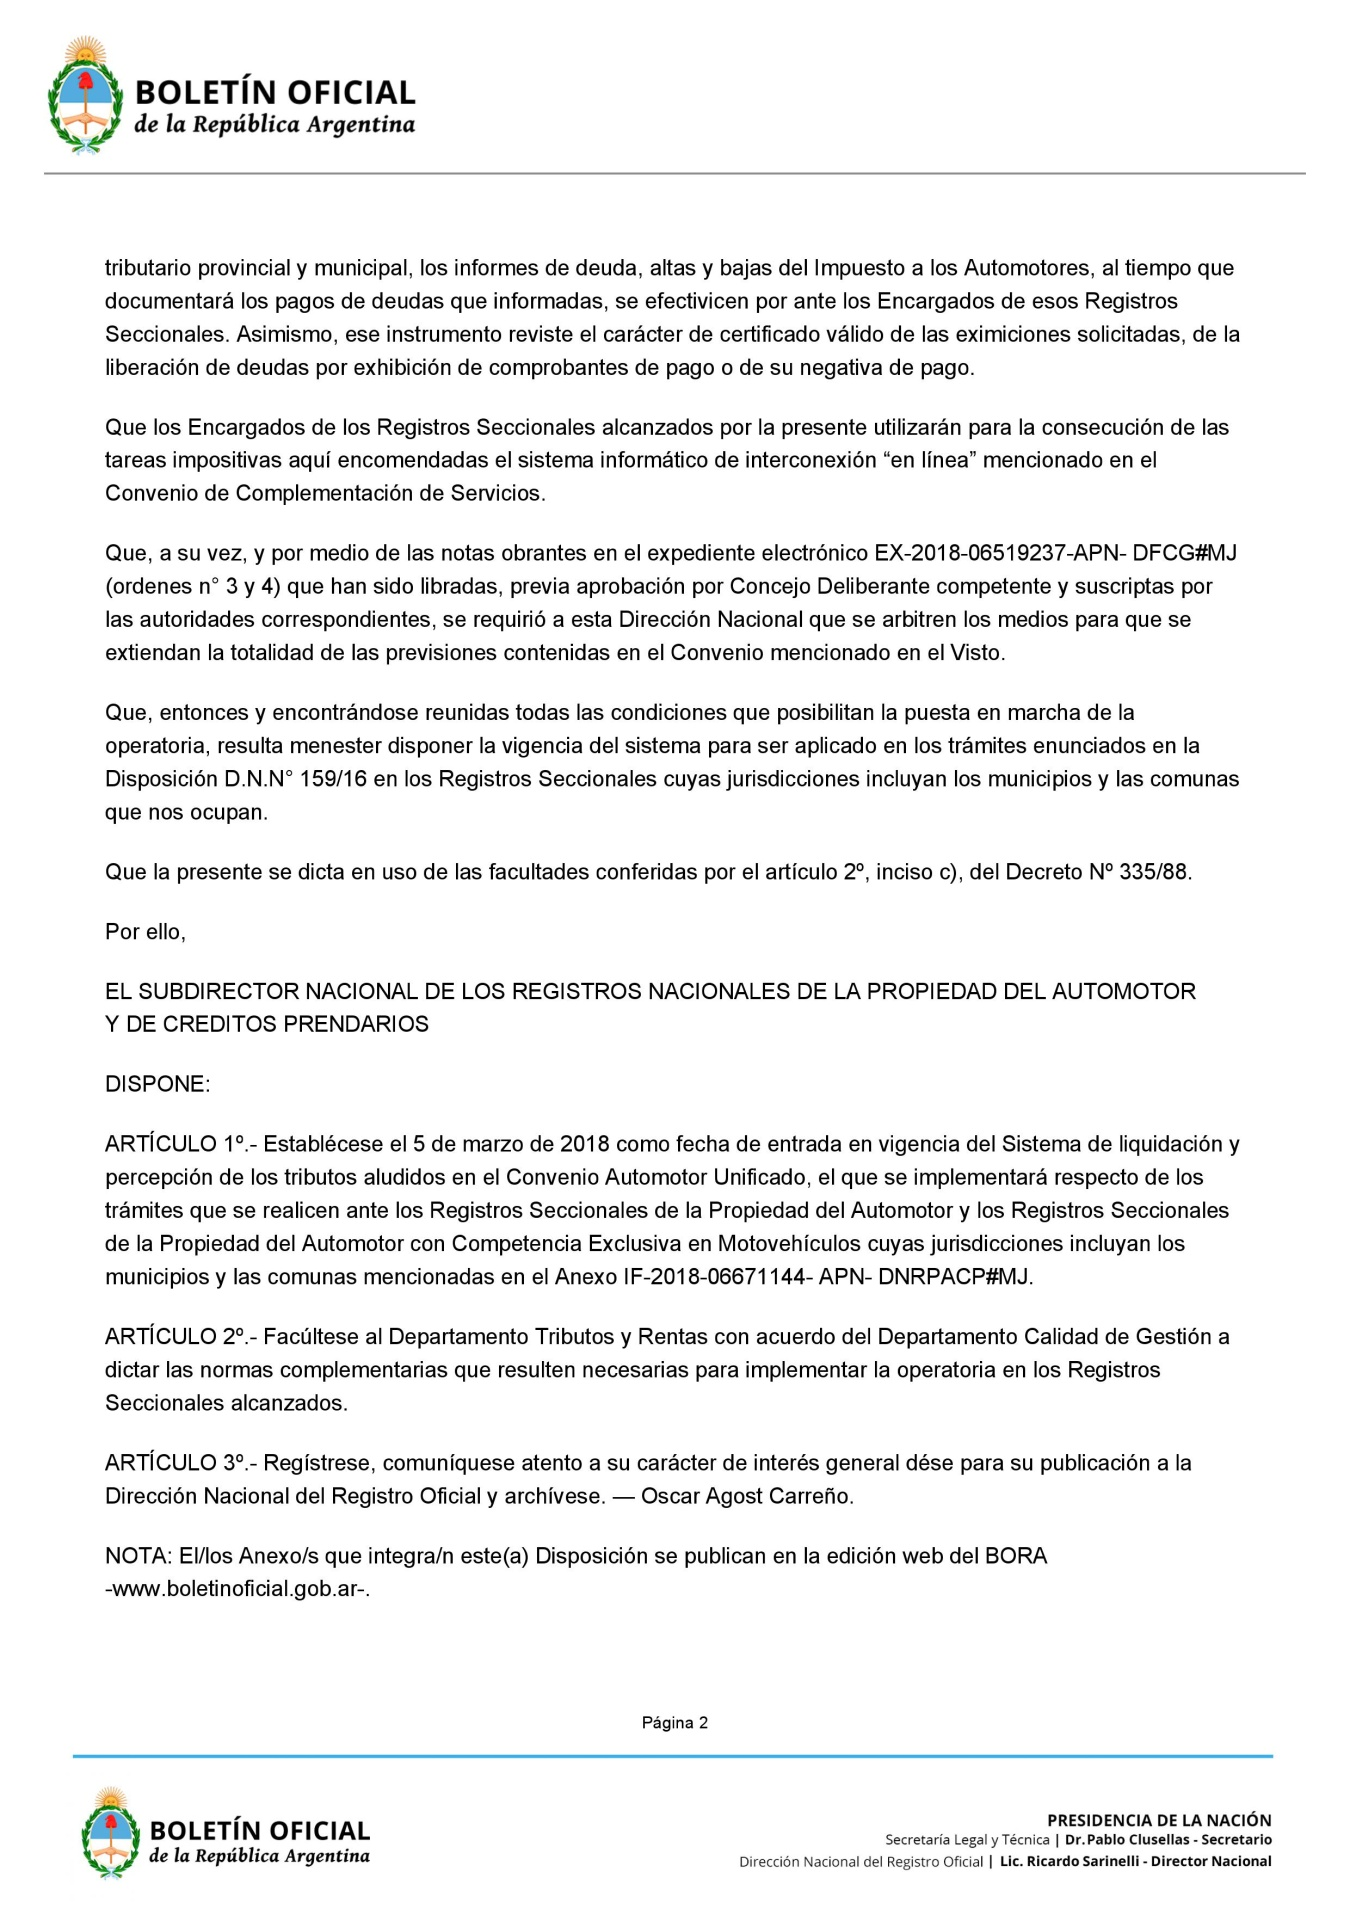 BOLETÍN OFICIAL
de la República Argentina
tributario provincial y municipal, los informes de deuda, altas y bajas del Impuesto a los Automotores, al tiempo que
documentará los pagos de deudas que informadas, se efectivicen por ante los Encargados de esos Registros
Seccionales. Asimismo, ese instrumento reviste el carácter de certificado válido de las eximiciones solicitadas, de la
liberación de deudas por exhibición de comprobantes de pago o de su negativa de pago.
Que los Encargados de los Registros Seccionales alcanzados por la presente utilizarán para la consecución de las
tareas impositivas aquí encomendadas el sistema informático de interconexión “en línea” mencionado en el
Convenio de Complementación de Servicios.
Que, a su vez, y por medio de las notas obrantes en el expediente electrónico EX-2018-06519237-APN- DFCG#MJ
(ordenes n° 3 y 4) que han sido libradas, previa aprobación por Concejo Deliberante competente y suscriptas por
las autoridades correspondientes, se requirió a esta Dirección Nacional que se arbitren los medios para que se
extiendan la totalidad de las previsiones contenidas en el Convenio mencionado en el Visto.
Que, entonces y encontrándose reunidas todas las condiciones que posibilitan la puesta en marcha de la
operatoria, resulta menester disponer la vigencia del sistema para ser aplicado en los trámites enunciados en la
Disposición D.N.N° 159/16 en los Registros Seccionales cuyas jurisdicciones incluyan los municipios y las comunas
que nos ocupan.
Que la presente se dicta en uso de las facultades conferidas por el artículo 2º, inciso c), del Decreto Nº 335/88.
Por ello,
EL SUBDIRECTOR NACIONAL DE LOS REGISTROS NACIONALES DE LA PROPIEDAD DEL AUTOMOTOR
Y DE CREDITOS PRENDARIOS
DISPONE:
ARTÍCULO 1º.- Establécese el 5 de marzo de 2018 como fecha de entrada en vigencia del Sistema de liquidación y
percepción de los tributos aludidos en el Convenio Automotor Unificado, el que se implementará respecto de los
trámites que se realicen ante los Registros Seccionales de la Propiedad del Automotor y los Registros Seccionales
de la Propiedad del Automotor con Competencia Exclusiva en Motovehículos cuyas jurisdicciones incluyan los
municipios y las comunas mencionadas en el Anexo IF-2018-06671144- APN- DNRPACP#MJ.
ARTÍCULO 2º.- Facúltese al Departamento Tributos y Rentas con acuerdo del Departamento Calidad de Gestión a
dictar las normas complementarias que resulten necesarias para implementar la operatoria en los Registros
Seccionales alcanzados.
ARTÍCULO 3º.- Regístrese, comuníquese atento a su carácter de interés general dése para su publicación a la
Dirección Nacional del Registro Oficial y archívese. — Oscar Agost Carreño.
NOTA: El/los Anexo/s que integra/n este(a) Disposición se publican en la edición web del BORA
-www.boletinoficial.gob.ar-.
Página 2
BOLETÍN OFICIAL
de la República Argentina
PRESIDENCIA DE LA NACIÓN
Secretaría Legal y Técnica | Dr. Pablo Clusellas - Secretario
Dirección Nacional del Registro Oficial | Lic. Ricardo Sarinelli - Director Nacional